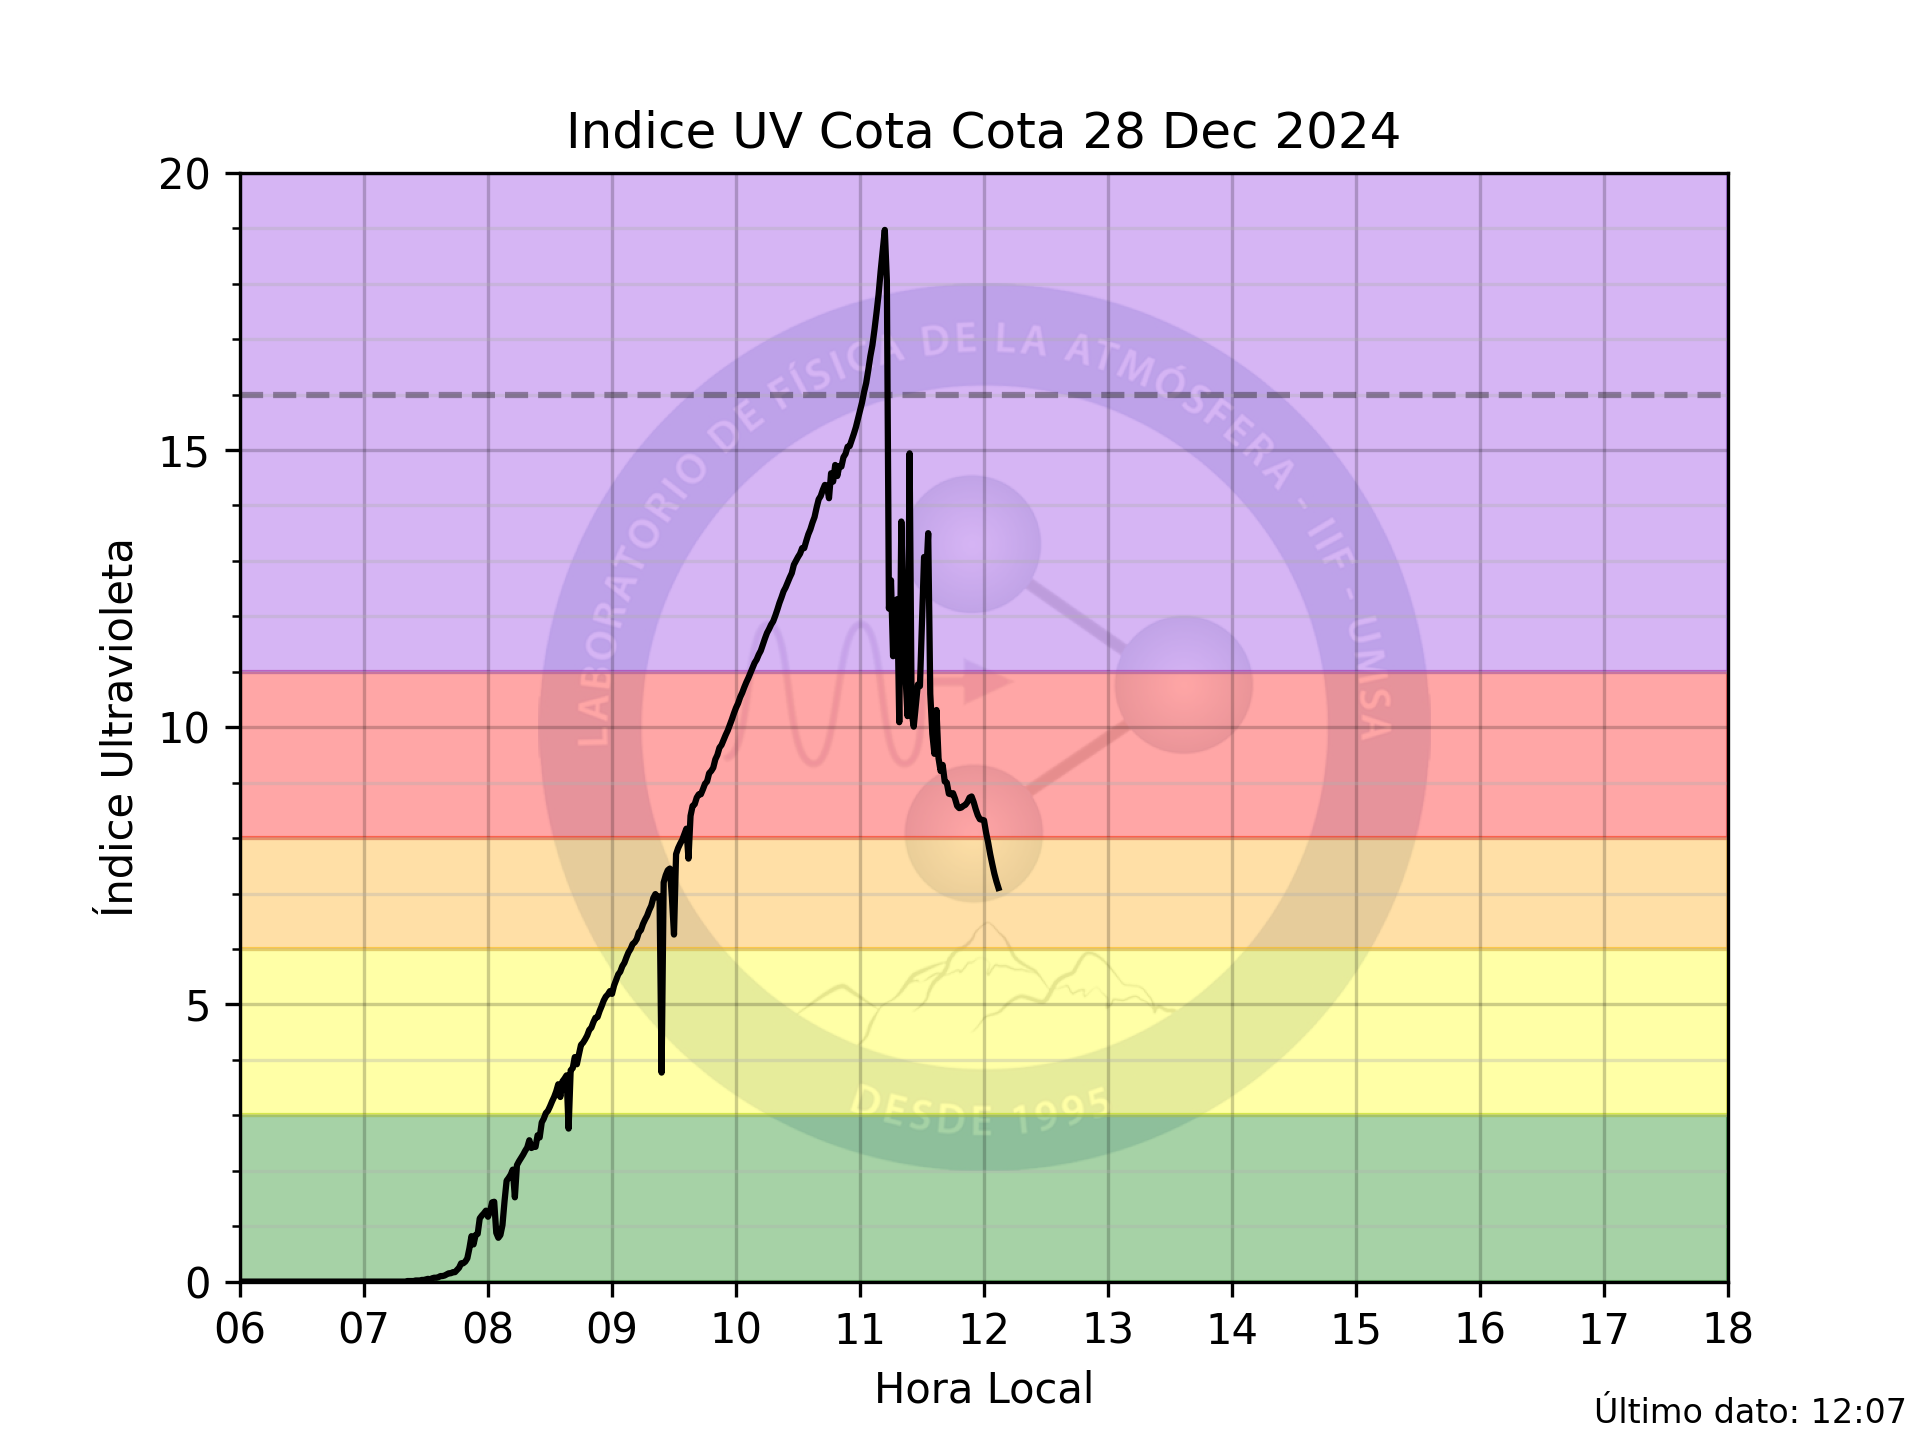 Indice UV Cota Cota 28 Dec 2024
20
15
10
5
0
Índice Ultravioleta
LABORATORIO DE FÍSICA DE LA ATMÓSFERA - IIF - UMSA
DESDE 1995
06 07 08 09 10 11 12 13 14 15 16 17 18
Hora Local
Último dato: 12:07